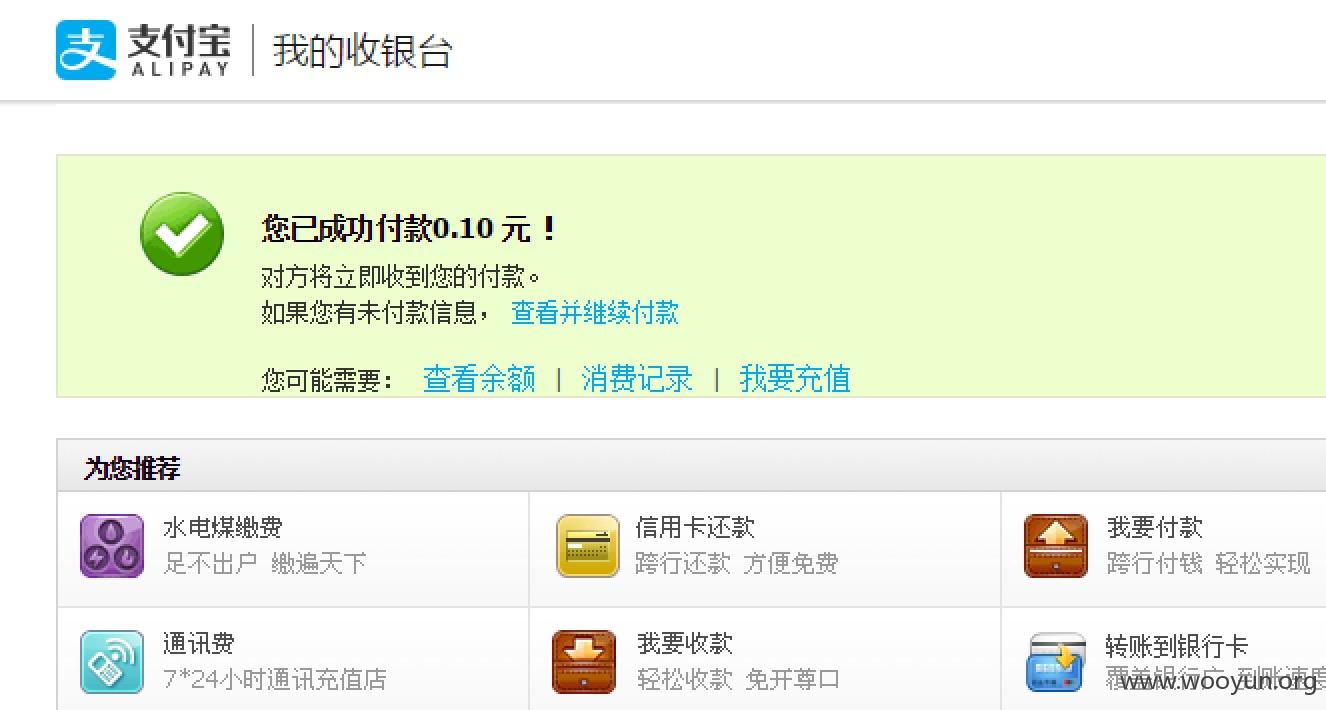 支付宝
ALIPAY
我的收银台
您已成功付款0.10 元！
对方将立即收到您的付款。
如果您有未付款信息， 查看并继续付款
您可能需要： 查看余额 | 消费记录 | 我要充值
为您推荐
水电煤缴费 信用卡还款 我要付款
足不出户 缴遍天下 跨行还款 方便免费 跨行付钱 轻松实现
通讯费 我要收款 转账到银行卡
7*24小时通讯充值店 轻松收款 免开尊口 到账速度
www.wooyun.org